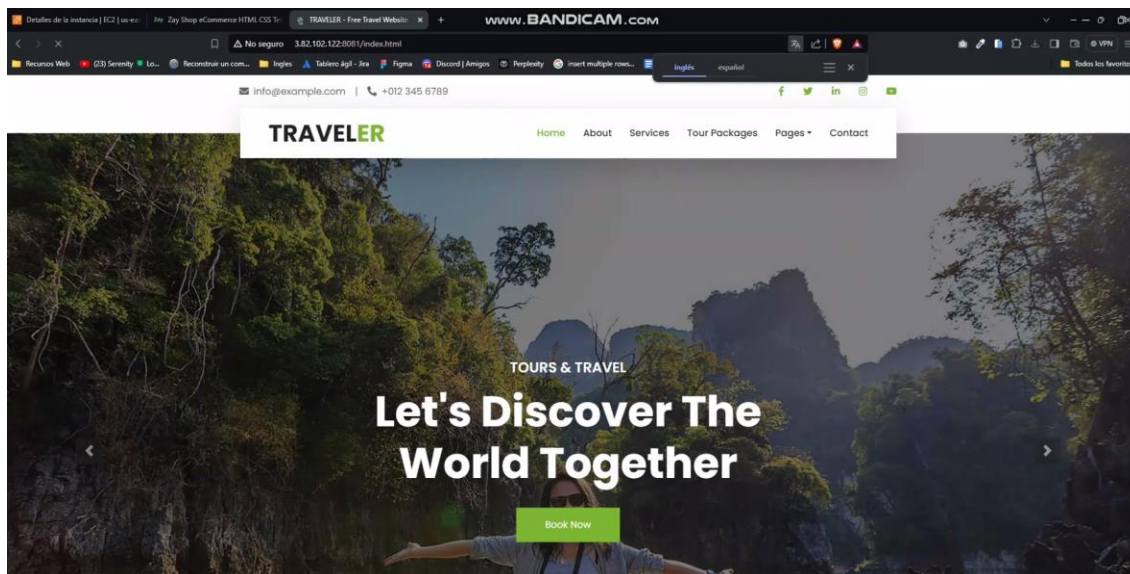 Detalles de la instancia | EC2 | us-eas
Zay Shop eCommerce HTML CSS Te
TRAVELER - Free Travel Website
www.BANDICAM.com
No seguro 3.82.102.122:8081/index.html
VPN
Recursos Web
(23) Serenity
Lo...
Reconstruir un com...
Ingles
Tablero ágil - Jira
Figma
Discord | Amigos
Perplexity
insert multiple rows...
Todos los favoritos
inglés español
info@example.com | +012 345 6789
TRAVELER
Home About Services Tour Packages Pages Contact
TOURS & TRAVEL
Let's Discover The
World Together
Book Now